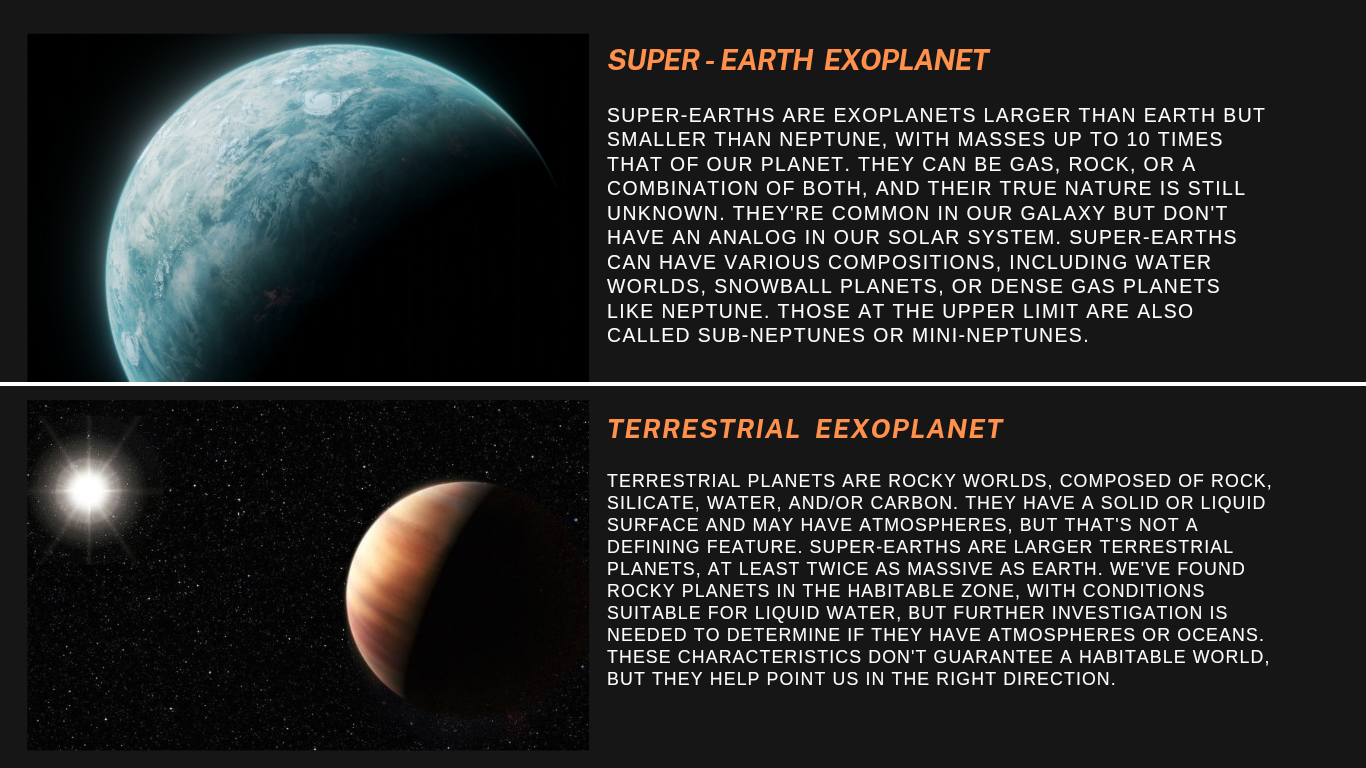 SUPER - EARTH EXOPLANET
SUPER-EARTHS ARE EXOPLANETS LARGER THAN EARTH BUT
SMALLER THAN NEPTUNE, WITH MASSES UP TO 10 TIMES
THAT OF OUR PLANET. THEY CAN BE GAS, ROCK, OR A
COMBINATION OF BOTH, AND THEIR TRUE NATURE IS STILL
UNKNOWN. THEY'RE COMMON IN OUR GALAXY BUT DON'T
HAVE AN ANALOG IN OUR SOLAR SYSTEM. SUPER-EARTHS
CAN HAVE VARIOUS COMPOSITIONS, INCLUDING WATER
WORLDS, SNOWBALL PLANETS, OR DENSE GAS PLANETS
LIKE NEPTUNE. THOSE AT THE UPPER LIMIT ARE ALSO
CALLED SUB-NEPTUNES OR MINI-NEPTUNES.
TERRESTRIAL EEXOPLANET
TERRESTRIAL PLANETS ARE ROCKY WORLDS, COMPOSED OF ROCK,
SILICATE, WATER, AND/OR CARBON. THEY HAVE A SOLID OR LIQUID
SURFACE AND MAY HAVE ATMOSPHERES, BUT THAT'S NOT A
DEFINING FEATURE. SUPER-EARTHS ARE LARGER TERRESTRIAL
PLANETS, AT LEAST TWICE AS MASSIVE AS EARTH. WE'VE FOUND
ROCKY PLANETS IN THE HABITABLE ZONE, WITH CONDITIONS
SUITABLE FOR LIQUID WATER, BUT FURTHER INVESTIGATION IS
NEEDED TO DETERMINE IF THEY HAVE ATMOSPHERES OR OCEANS.
THESE CHARACTERISTICS DON'T GUARANTEE A HABITABLE WORLD,
BUT THEY HELP POINT US IN THE RIGHT DIRECTION.